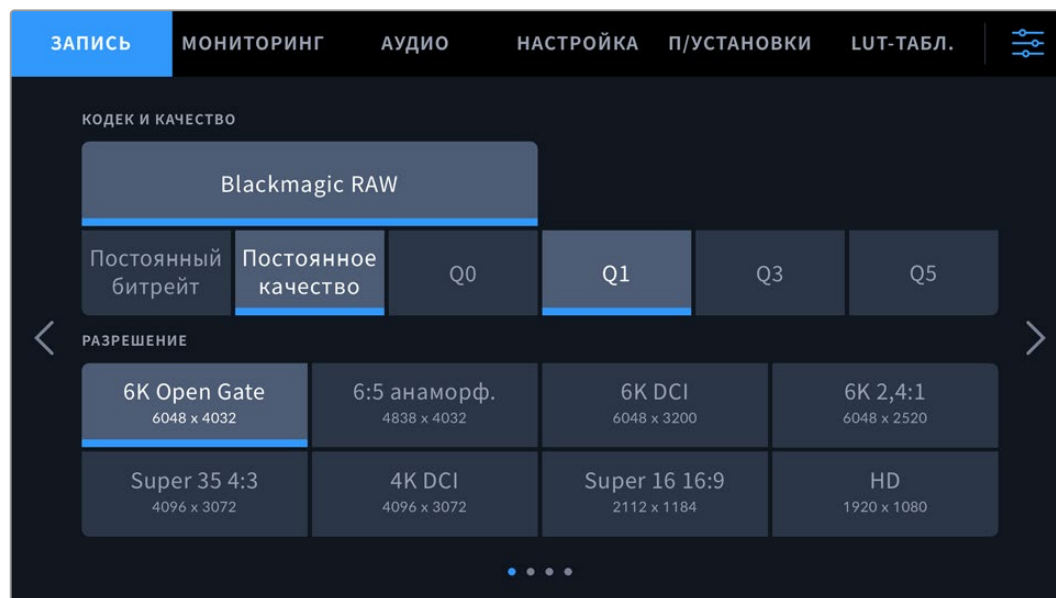 ЗАПИСЬ МОНИТОРИНГ АУДИО НАСТРОЙКА П/УСТАНОВКИ LUT-ТАБЛ.
КОДЕК И КАЧЕСТВО
Blackmagic RAW
Постоянный битрейт
Постоянное качество
Q0 Q1 Q3 Q5
РАЗРЕШЕНИЕ
6K Open Gate
6048 x 4032
6:5 анаморф.
4838 x 4032
6K DCI
6048 x 3200
6K 2,4:1
6048 x 2520
Super 35 4:3
4096 x 3072
4K DCI
4096 x 3072
Super 16 16:9
2112 x 1184
HD
1920 x 1080